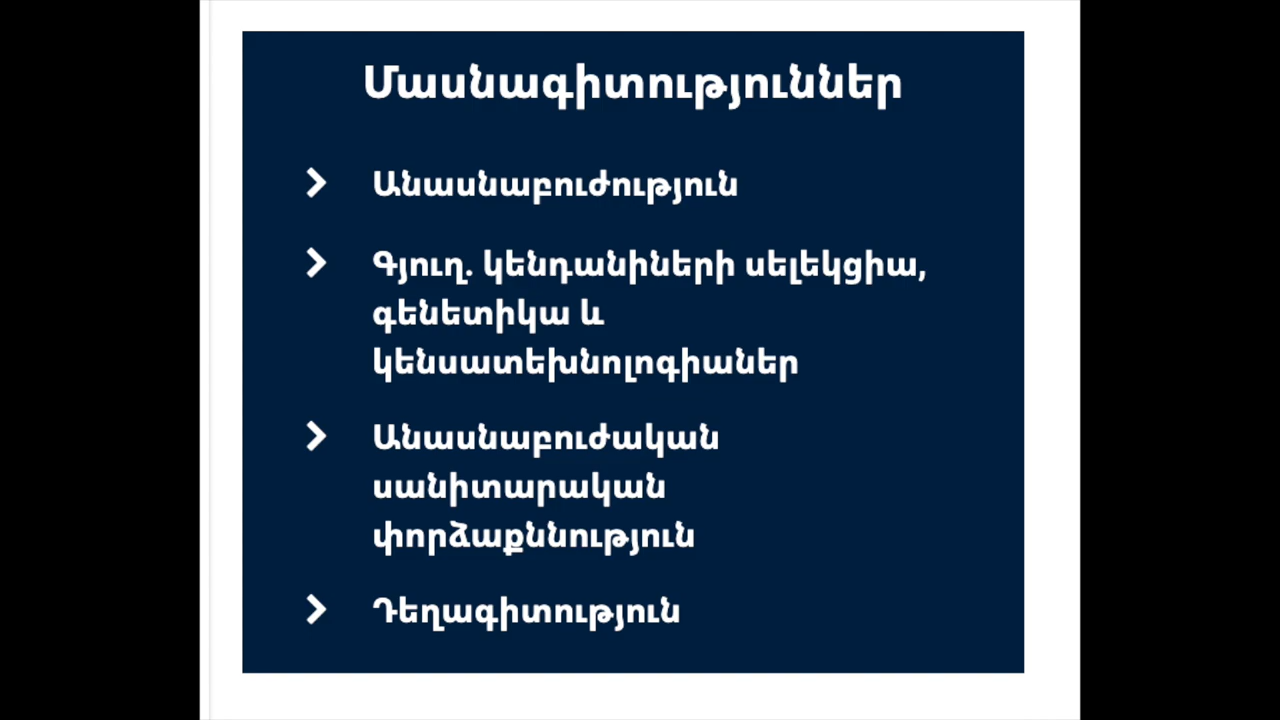 Մասնագիտություններ
Անասնաբուժություն
Գյուղ. կենդանիների սելեկցիա,
գենետիկա և
կենսատեխնոլոգիաներ
Անասնաբուժական
սանիտարական
փորձաքննություն
Դեղագիտություն